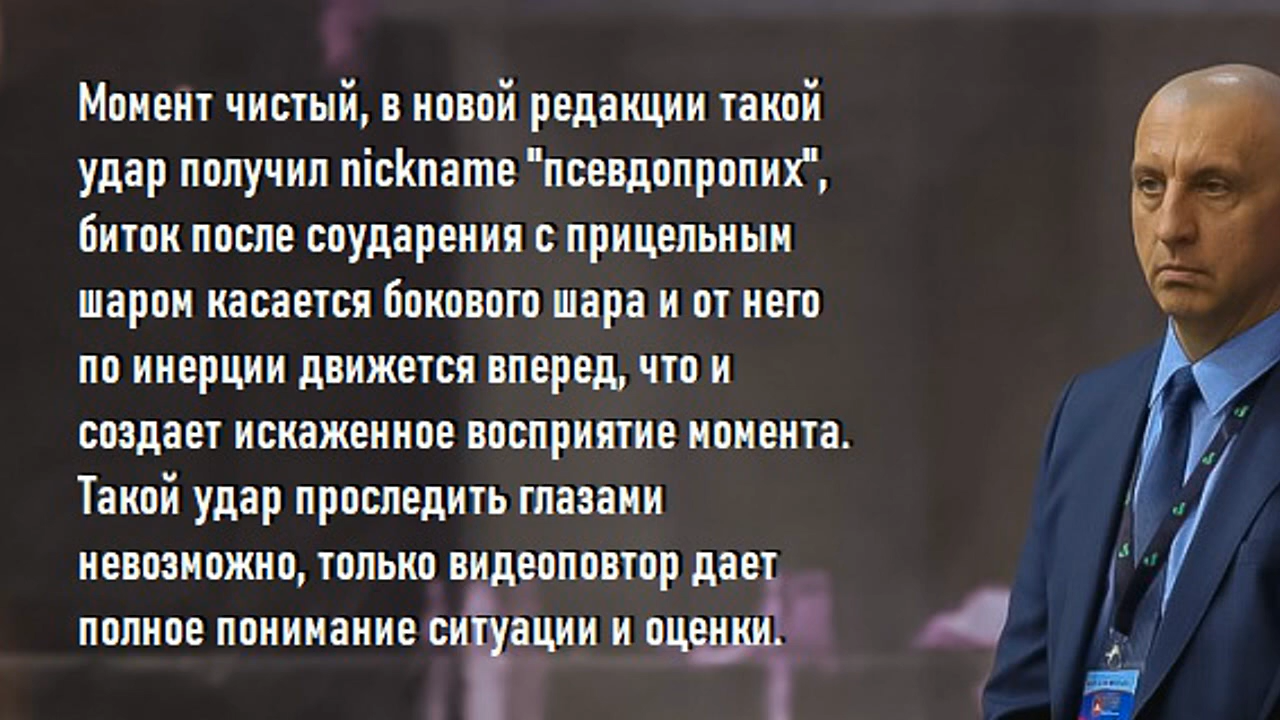 Момент чистый, в новой редакции такой
удар получил nickname "псевдопропих",
биток после соударения с прицельным
шаром касается бокового шара и от него
по инерции движется вперед, что и
создает искаженное восприятие момента.
Такой удар проследить глазами
невозможно, только видеоповтор дает
полное понимание ситуации и оценки.